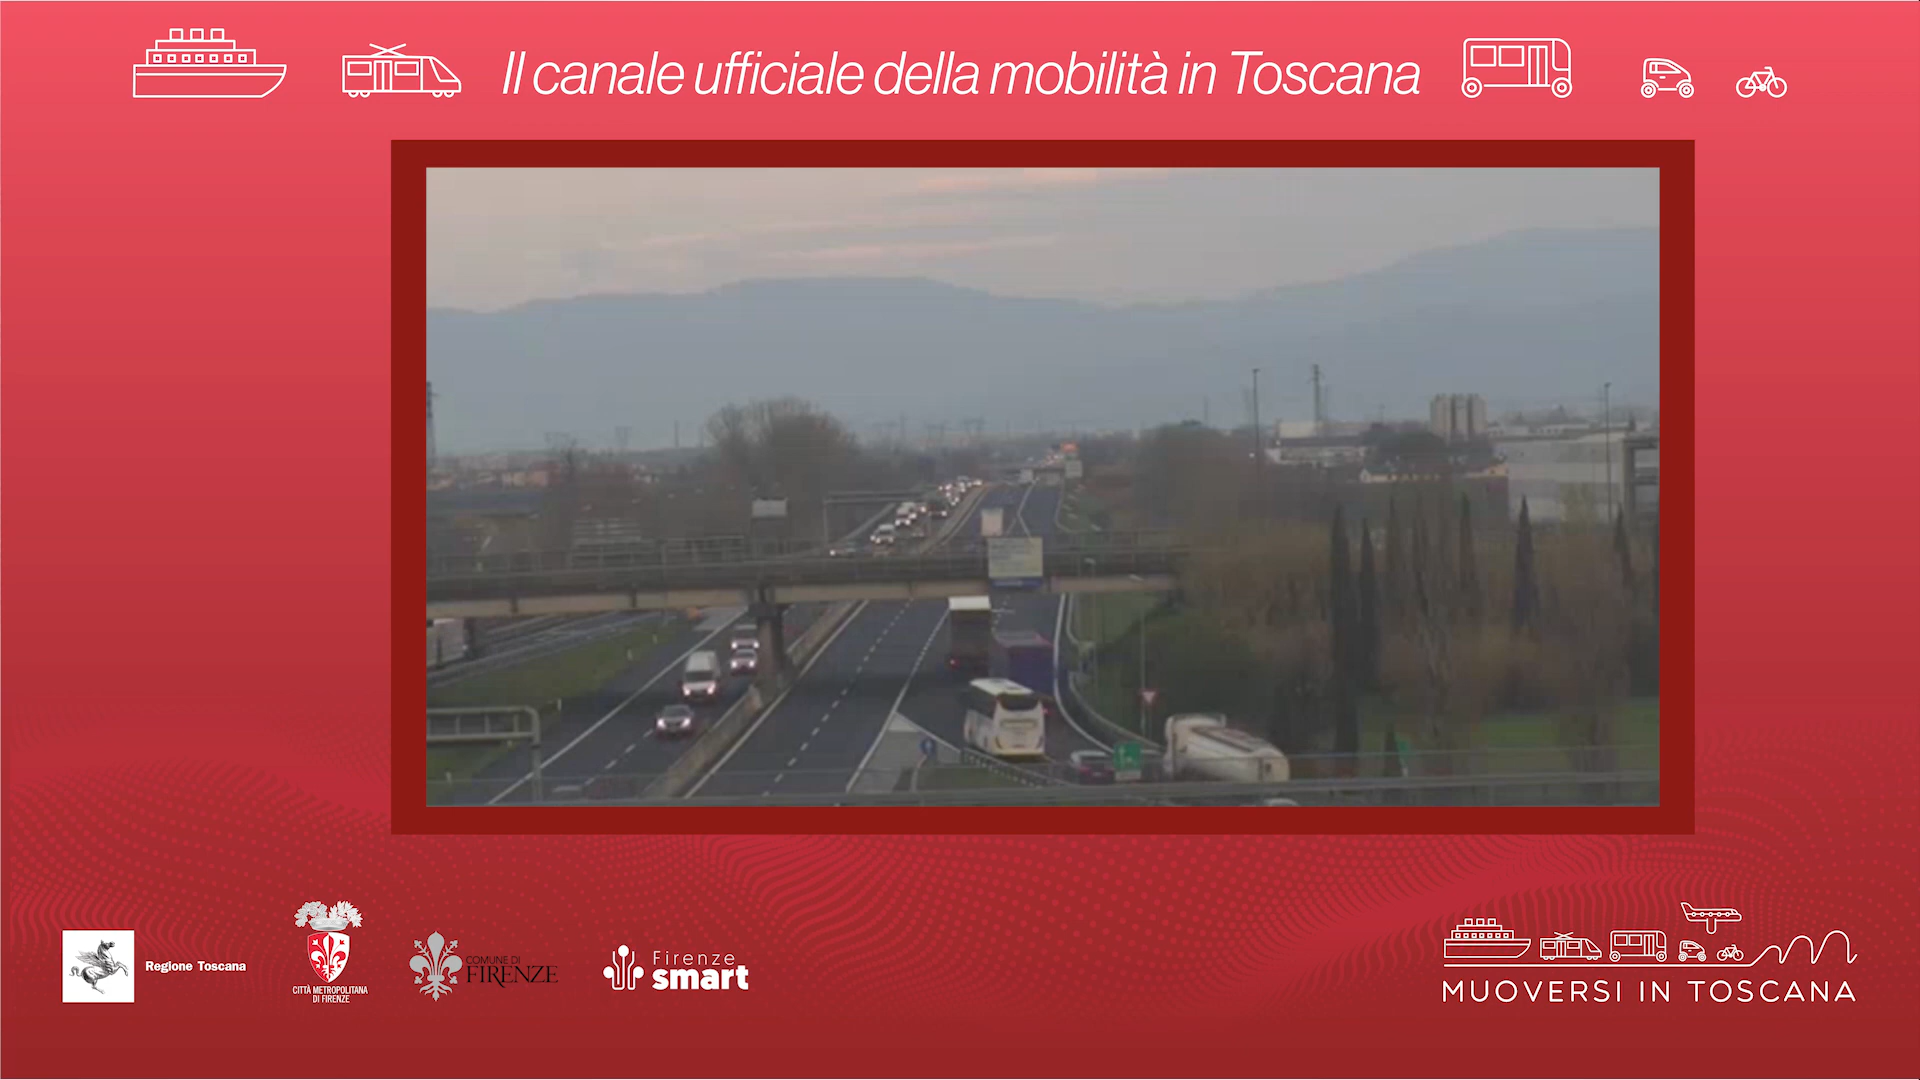 Il canale ufficiale della mobilità in Toscana
Regione Toscana
CITTÀ METROPOLITANA
DI FIRENZE
COMUNE DI
FIRENZE
Firenze
smart
MUOVERSI IN TOSCANA